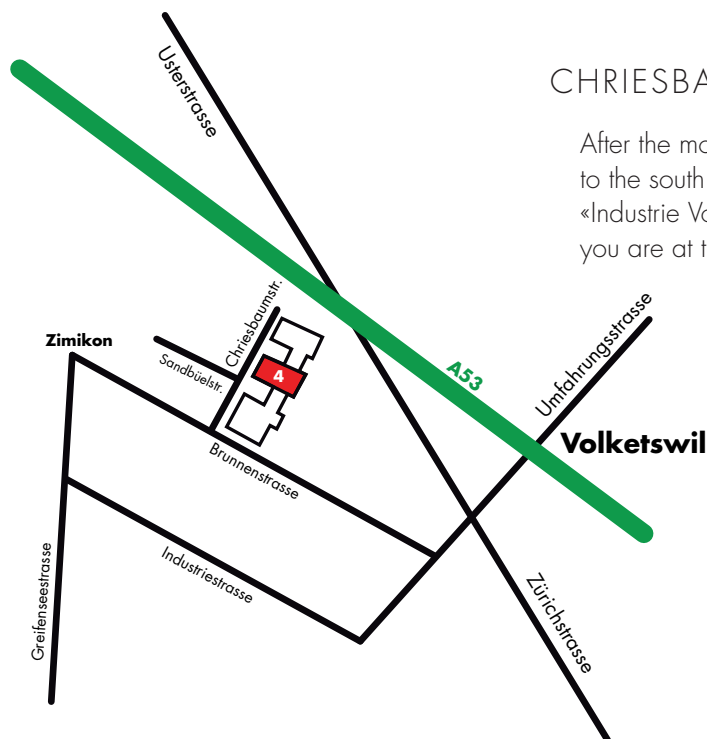 Usterstrasse
CHRIESBA
After the mo
to the south
«Industrie Vo
you are at t
Chriesbaumstr.
Umfahrungsstrasse
Zimikon
Sandbüelstr.
4
A53
Volketswil
Brunnenstrasse
Industriestrasse
Greifenseestrasse
Zürichstrasse